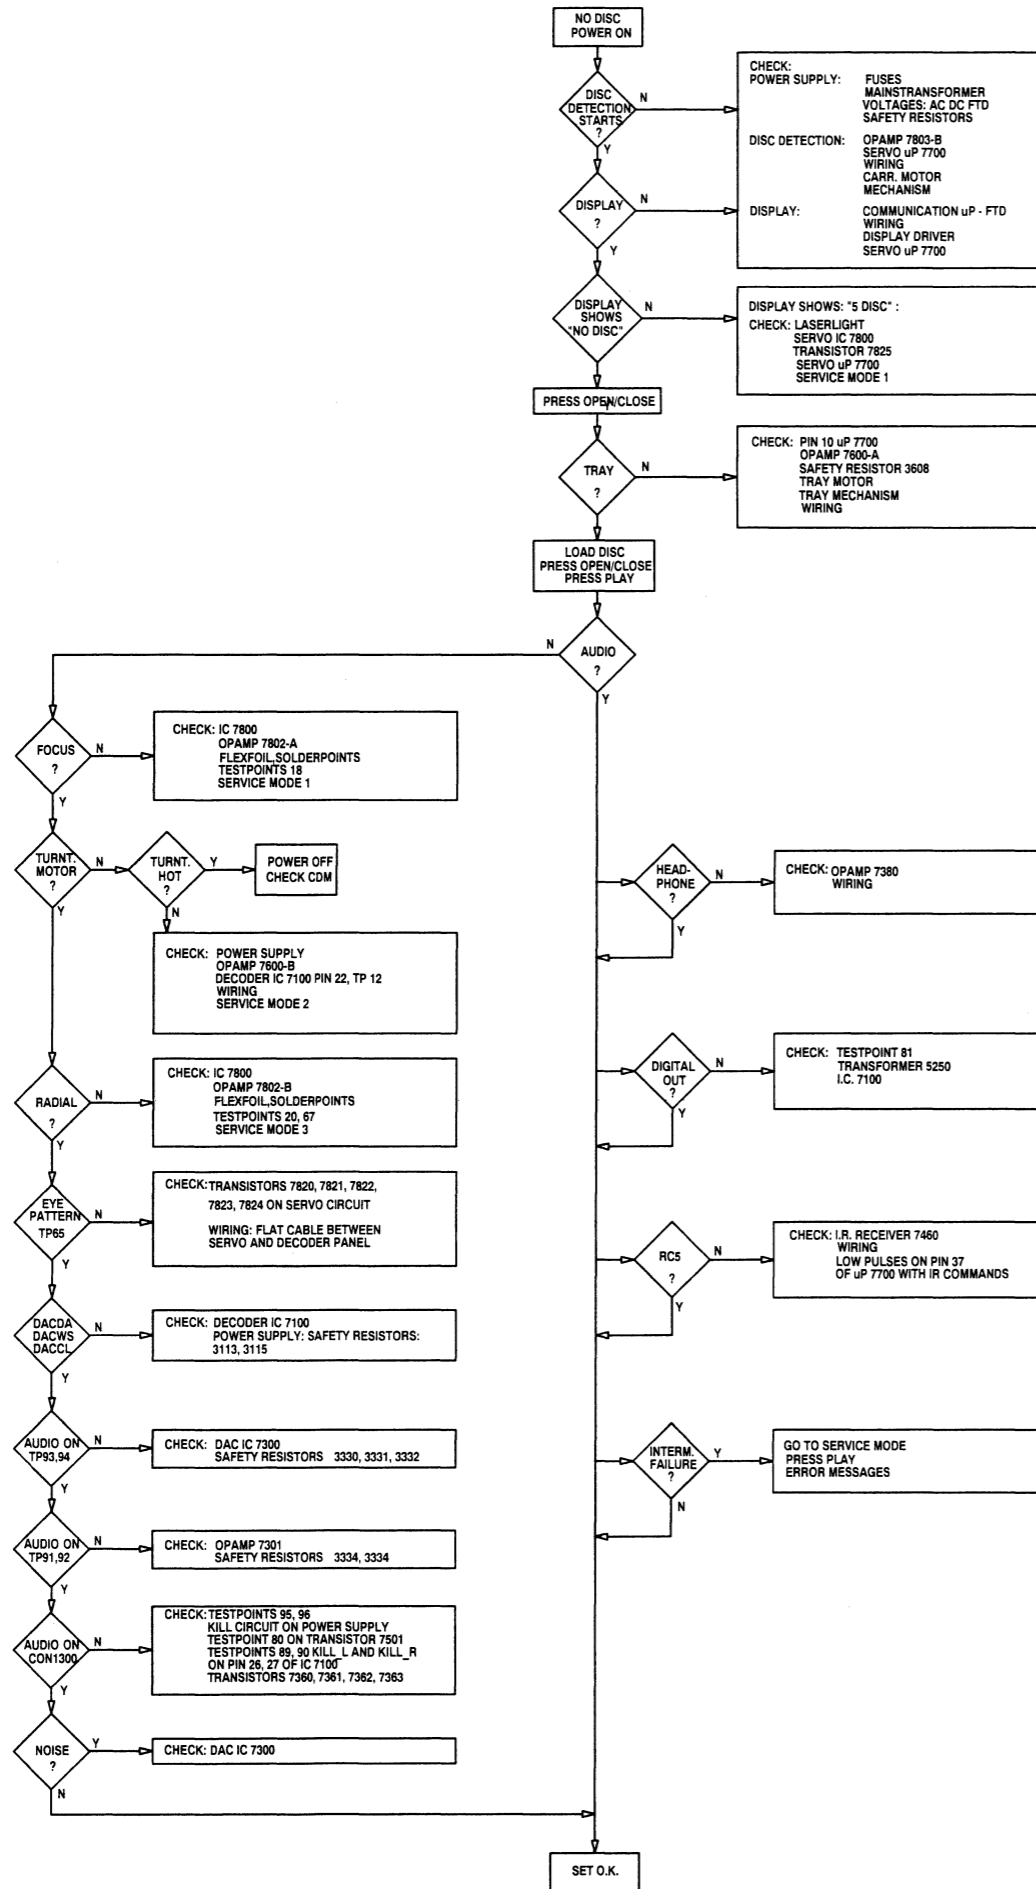 NO DISC
POWER ON
DISC
DETECTION
STARTS
?
N
Y
CHECK:
POWER SUPPLY: FUSES
MAINSTRANSFORMER
VOLTAGES: AC DC FTD
SAFETY RESISTORS
DISC DETECTION: OPAMP 7803-B
SERVO uP 7700
WIRING
CARR. MOTOR
MECHANISM
DISPLAY: COMMUNICATION uP - FTD
WIRING
DISPLAY DRIVER
SERVO uP 7700
DISPLAY
?
N
Y
DISPLAY
SHOWS
"NO DISC"
N
DISPLAY SHOWS: "5 DISC" :
CHECK: LASERLIGHT
SERVO IC 7800
TRANSISTOR 7825
SERVO uP 7700
SERVICE MODE 1
PRESS OPEN/CLOSE
Y
TRAY
?
N
CHECK: PIN 10 uP 7700
OPAMP 7600-A
SAFETY RESISTOR 3608
TRAY MOTOR
TRAY MECHANISM
WIRING
LOAD DISC
PRESS OPEN/CLOSE
PRESS PLAY
AUDIO
?
N
Y
FOCUS
?
N
Y
CHECK: IC 7800
OPAMP 7802-A
FLEXFOIL,SOLDERPOINTS
TESTPOINTS 18
SERVICE MODE 1
TURNT.
MOTOR
?
N
Y
TURNT.
HOT
?
Y
N
POWER OFF
CHECK CDM
CHECK: POWER SUPPLY
OPAMP 7600-B
DECODER IC 7100 PIN 22, TP 12
WIRING
SERVICE MODE 2
RADIAL
?
N
Y
CHECK: IC 7800
OPAMP 7802-B
FLEXFOIL,SOLDERPOINTS
TESTPOINTS 20, 67
SERVICE MODE 3
EYE
PATTERN
TP65
N
Y
CHECK:TRANSISTORS 7820, 7821, 7822,
7823, 7824 ON SERVO CIRCUIT
WIRING: FLAT CABLE BETWEEN
SERVO AND DECODER PANEL
DACDA
DACWS
DACCL
N
Y
CHECK: DECODER IC 7100
POWER SUPPLY: SAFETY RESISTORS:
3113, 3115
AUDIO ON
TP93,94
N
Y
CHECK: DAC IC 7300
SAFETY RESISTORS 3330, 3331, 3332
AUDIO ON
TP91,92
N
Y
CHECK: OPAMP 7301
SAFETY RESISTORS 3334, 3334
AUDIO ON
CON1300
N
Y
CHECK:TESTPOINTS 95, 96
KILL CIRCUIT ON POWER SUPPLY
TESTPOINT 80 ON TRANSISTOR 7501
TESTPOINTS 89, 90 KILL_L AND KILL_R
ON PIN 26, 27 OF IC 7100
TRANSISTORS 7360, 7361, 7362, 7363
NOISE
?
Y
N
CHECK: DAC IC 7300
HEAD-
PHONE
?
N
Y
CHECK: OPAMP 7380
WIRING
DIGITAL
OUT
?
N
Y
CHECK: TESTPOINT 81
TRANSFORMER 5250
I.C. 7100
RC5
?
N
Y
CHECK: I.R. RECEIVER 7460
WIRING
LOW PULSES ON PIN 37
OF uP 7700 WITH IR COMMANDS
INTERM.
FAILURE
?
Y
N
GO TO SERVICE MODE
PRESS PLAY
ERROR MESSAGES
SET O.K.